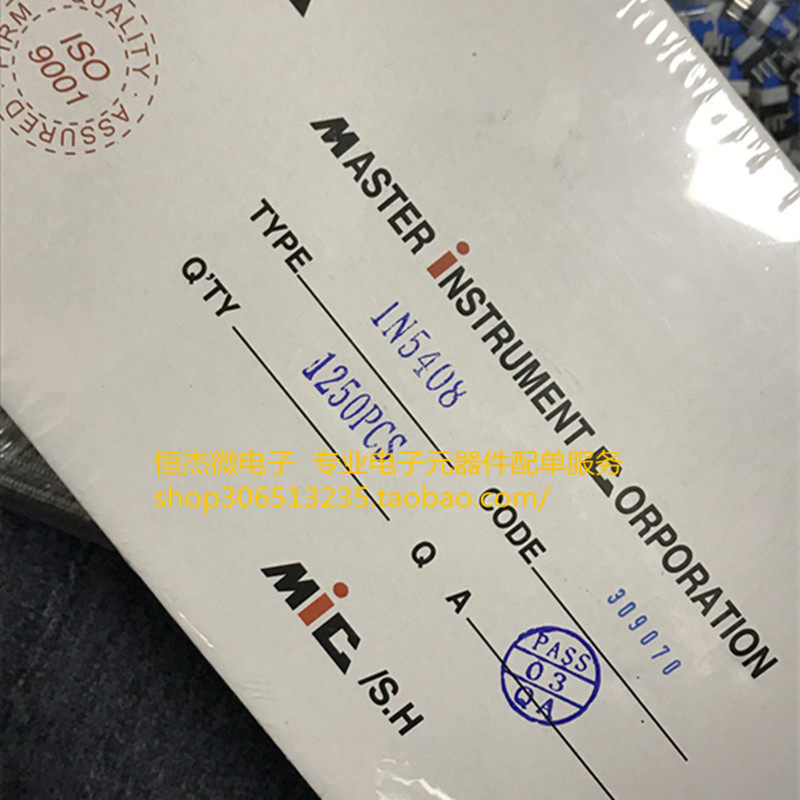 FIRM QUALITY ASSURED
ISO
9001
MASTER INSTRUMENT CORPORATION
TYPE 1N5408 CODE 309070
Q'TY 1250PCS Q A
PASS
03
QA
MIC /S.H
恒杰微电子 专业电子元器件配单服务
shop306513235.taobao.com/